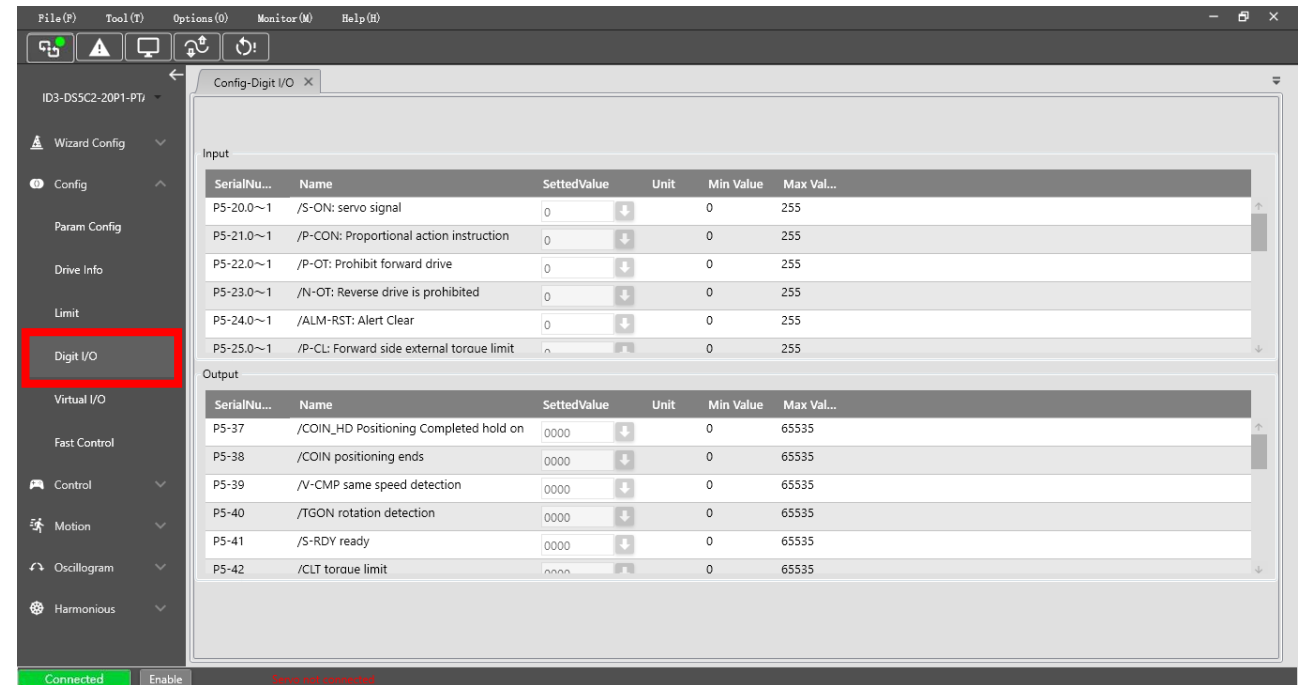 File(F) Tool(T) Options(O) Monitor(M) Help(H)
ID3-DS5C2-20P1-PTA
Config-Digit I/O
Wizard Config
Config
Param Config
Drive Info
Limit
Digit I/O
Virtual I/O
Fast Control
Control
Motion
Oscillogram
Harmonious
Input
SerialNu... Name SettedValue Unit Min Value Max Val...
P5-20.0～1 /S-ON: servo signal 0 0 255
P5-21.0～1 /P-CON: Proportional action instruction 0 0 255
P5-22.0～1 /P-OT: Prohibit forward drive 0 0 255
P5-23.0～1 /N-OT: Reverse drive is prohibited 0 0 255
P5-24.0～1 /ALM-RST: Alert Clear 0 0 255
P5-25.0～1 /P-CL: Forward side external torque limit 0 0 255
Output
SerialNu... Name SettedValue Unit Min Value Max Val...
P5-37 /COIN_HD Positioning Completed hold on 0000 0 65535
P5-38 /COIN positioning ends 0000 0 65535
P5-39 /V-CMP same speed detection 0000 0 65535
P5-40 /TGON rotation detection 0000 0 65535
P5-41 /S-RDY ready 0000 0 65535
P5-42 /CLT torque limit 0000 0 65535
Connected Enable Servo not connected